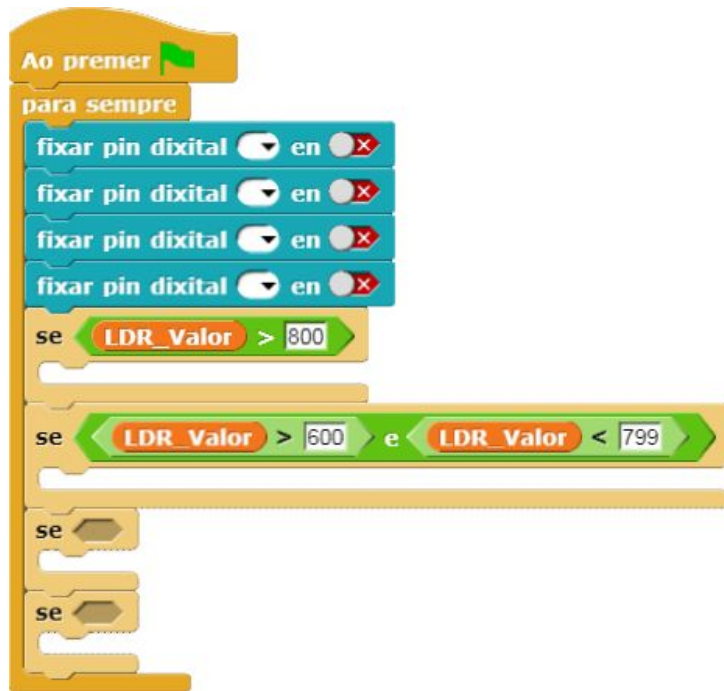 Ao premer
para sempre
fixar pin dixital en
fixar pin dixital en
fixar pin dixital en
fixar pin dixital en
se LDR_Valor > 800
se LDR_Valor > 600 e LDR_Valor < 799
se
se